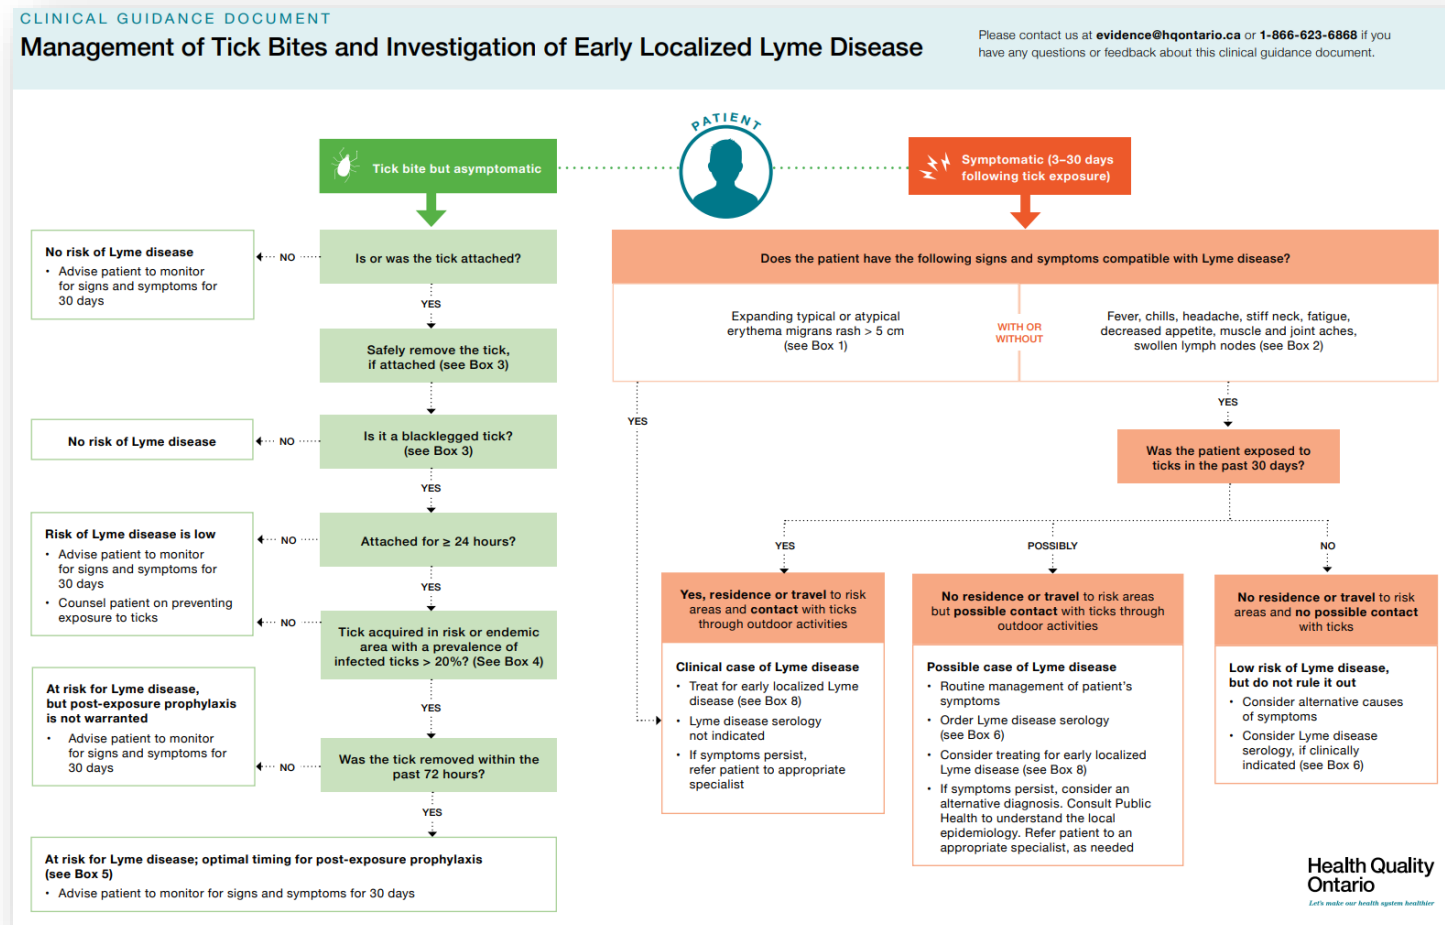 CLINICAL GUIDANCE DOCUMENT
Management of Tick Bites and Investigation of Early Localized Lyme Disease
Please contact us at evidence@hqontario.ca or 1-866-623-6868 if you
have any questions or feedback about this clinical guidance document.
PATIENT
Tick bite but asymptomatic
Symptomatic (3–30 days
following tick exposure)
Is or was the tick attached?
NO
No risk of Lyme disease
• Advise patient to monitor
for signs and symptoms for
30 days
YES
Safely remove the tick,
if attached (see Box 3)
Is it a blacklegged tick?
(see Box 3)
NO
No risk of Lyme disease
YES
Attached for ≥ 24 hours?
NO
Risk of Lyme disease is low
• Advise patient to monitor
for signs and symptoms for
30 days
• Counsel patient on preventing
exposure to ticks
YES
Tick acquired in risk or endemic
area with a prevalence of
infected ticks > 20%? (See Box 4)
NO
YES
Was the tick removed within the
past 72 hours?
NO
At risk for Lyme disease,
but post-exposure prophylaxis
is not warranted
• Advise patient to monitor
for signs and symptoms for
30 days
YES
At risk for Lyme disease; optimal timing for post-exposure prophylaxis
(see Box 5)
• Advise patient to monitor for signs and symptoms for 30 days
Does the patient have the following signs and symptoms compatible with Lyme disease?
Expanding typical or atypical
erythema migrans rash > 5 cm
(see Box 1)
WITH OR
WITHOUT
Fever, chills, headache, stiff neck, fatigue,
decreased appetite, muscle and joint aches,
swollen lymph nodes (see Box 2)
YES
YES
Was the patient exposed to
ticks in the past 30 days?
YES
POSSIBLY
NO
Yes, residence or travel to risk
areas and contact with ticks
through outdoor activities
Clinical case of Lyme disease
• Treat for early localized Lyme
disease (see Box 8)
• Lyme disease serology
not indicated
• If symptoms persist,
refer patient to appropriate
specialist
No residence or travel to risk areas
but possible contact with ticks through
outdoor activities
Possible case of Lyme disease
• Routine management of patient's
symptoms
• Order Lyme disease serology
(see Box 6)
• Consider treating for early localized
Lyme disease (see Box 8)
• If symptoms persist, consider an
alternative diagnosis. Consult Public
Health to understand the local
epidemiology. Refer patient to an
appropriate specialist, as needed
No residence or travel to risk
areas and no possible contact
with ticks
Low risk of Lyme disease,
but do not rule it out
• Consider alternative causes
of symptoms
• Consider Lyme disease
serology, if clinically
indicated (see Box 6)
Health Quality
Ontario
Let's make our health system healthier